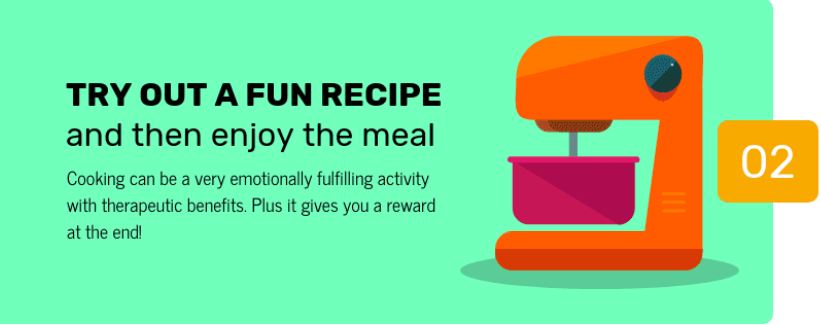 TRY OUT A FUN RECIPE
and then enjoy the meal
Cooking can be a very emotionally fulfilling activity
with therapeutic benefits. Plus it gives you a reward
at the end!
02